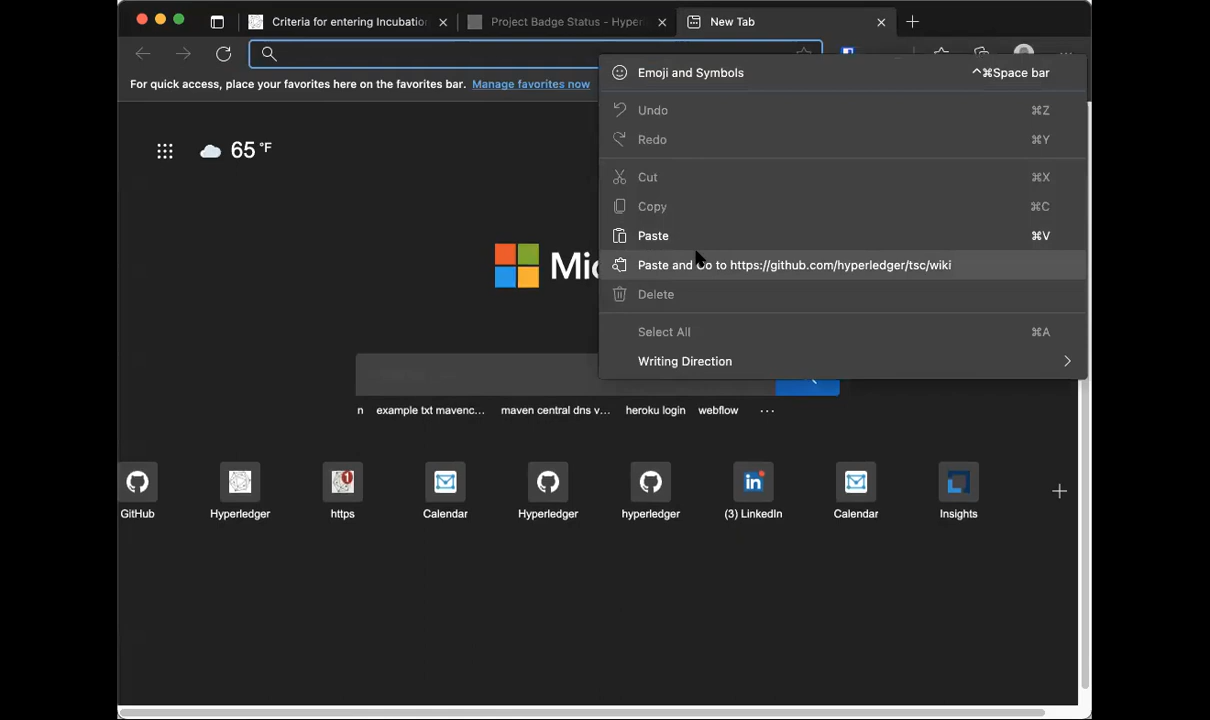 Criteria for entering Incubation
Project Badge Status - Hyper
New Tab
For quick access, place your favorites here on the favorites bar. Manage favorites now
Emoji and Symbols ^⌘Space bar
Undo ⌘Z
Redo ⌘Y
Cut ⌘X
Copy ⌘C
Paste ⌘V
Paste and Go to https://github.com/hyperledger/tsc/wiki
Delete
Select All ⌘A
Writing Direction
65 °F
Mic
n example txt mavenc... maven central dns v... heroku login webflow ...
1
in
GitHub Hyperledger https Calendar Hyperledger hyperledger (3) LinkedIn Calendar Insights